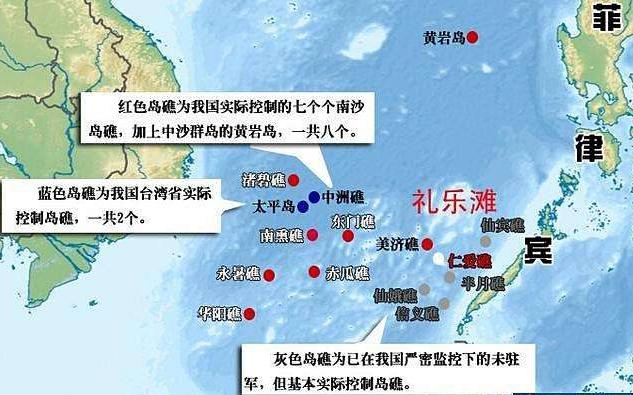 菲
黄岩岛
红色岛礁为我国实际控制的七个个南沙
岛礁，加上中沙群岛的黄岩岛，一共八个。
律
渚碧礁
中洲礁
蓝色岛礁为我国台湾省实际
控制岛礁，一共2个。
太平岛
礼乐滩
东门礁
仙宾礁
南熏礁
美济礁
宾
仁爱礁
永暑礁
赤瓜礁
半月礁
仙娥礁
信义礁
华阳礁
灰色岛礁为已在我国严密监控下的未驻
军，但基本实际控制岛礁。